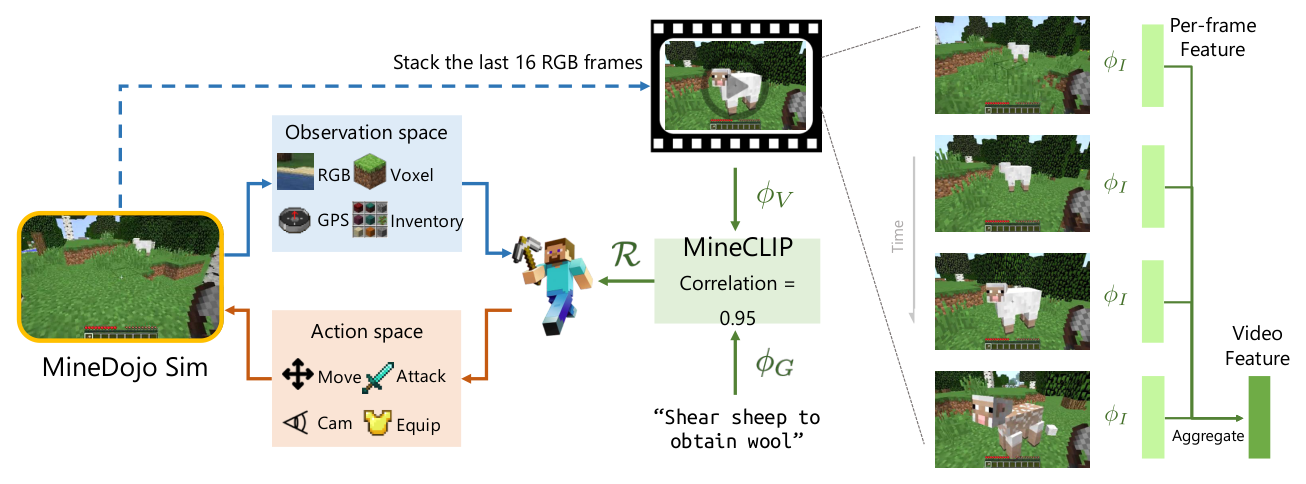 Stack the last 16 RGB frames
Observation space
RGB
Voxel
GPS
Inventory
MineDojo Sim
Action space
Move
Attack
Cam
Equip
ℛ
ϕ_V
MineCLIP
Correlation =
0.95
ϕ_G
“Shear sheep to
obtain wool”
Time
ϕ_I
ϕ_I
ϕ_I
ϕ_I
Per-frame
Feature
Video
Feature
Aggregate